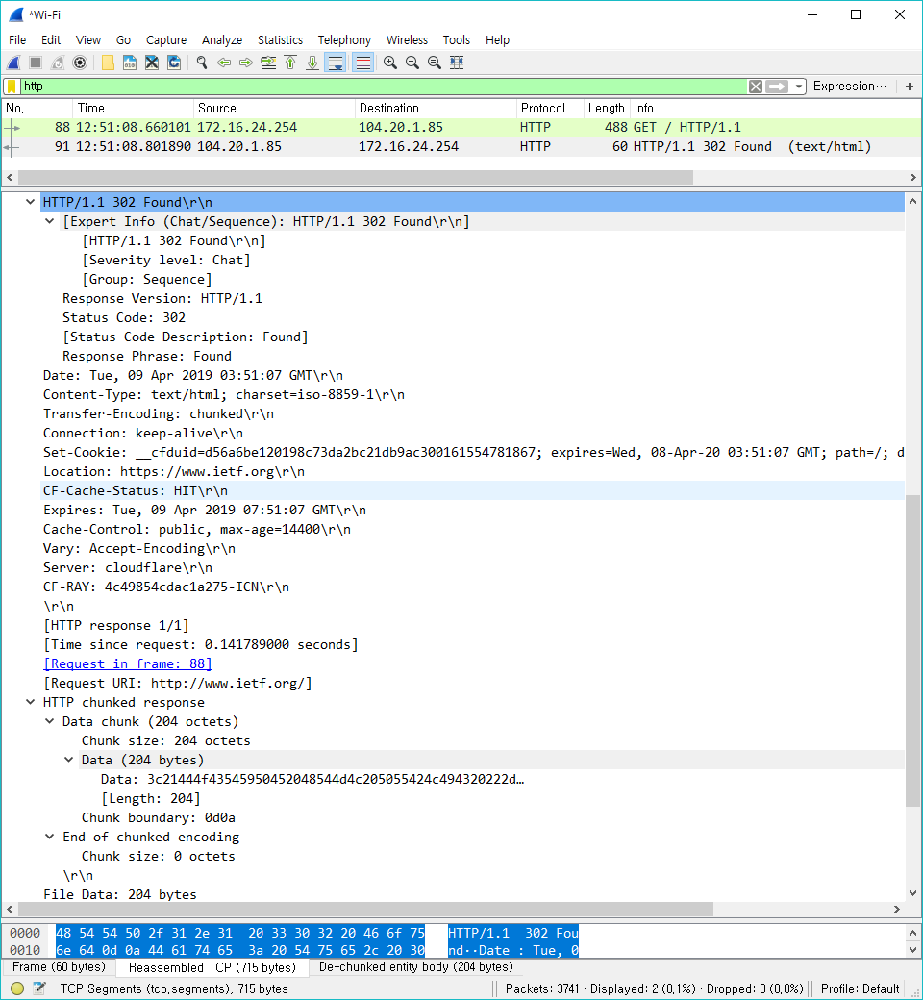 *Wi-Fi
File Edit View Go Capture Analyze Statistics Telephony Wireless Tools Help
http Expression⋯ +
No. Time Source Destination Protocol Length Info
88 12:51:08.660101 172.16.24.254 104.20.1.85 HTTP 488 GET / HTTP/1.1
91 12:51:08.801890 104.20.1.85 172.16.24.254 HTTP 60 HTTP/1.1 302 Found (text/html)
HTTP/1.1 302 Found\r\n
[Expert Info (Chat/Sequence): HTTP/1.1 302 Found\r\n]
[HTTP/1.1 302 Found\r\n]
[Severity level: Chat]
[Group: Sequence]
Response Version: HTTP/1.1
Status Code: 302
[Status Code Description: Found]
Response Phrase: Found
Date: Tue, 09 Apr 2019 03:51:07 GMT\r\n
Content-Type: text/html; charset=iso-8859-1\r\n
Transfer-Encoding: chunked\r\n
Connection: keep-alive\r\n
Set-Cookie: __cfduid=d56a6be120198c73da2bc21db9ac300161554781867; expires=Wed, 08-Apr-20 03:51:07 GMT; path=/; d
Location: https://www.ietf.org\r\n
CF-Cache-Status: HIT\r\n
Expires: Tue, 09 Apr 2019 07:51:07 GMT\r\n
Cache-Control: public, max-age=14400\r\n
Vary: Accept-Encoding\r\n
Server: cloudflare\r\n
CF-RAY: 4c49854cdac1a275-ICN\r\n
\r\n
[HTTP response 1/1]
[Time since request: 0.141789000 seconds]
[Request in frame: 88]
[Request URI: http://www.ietf.org/]
HTTP chunked response
Data chunk (204 octets)
Chunk size: 204 octets
Data (204 bytes)
Data: 3c21444f43545950452048544d4c205055424c494320222d…
[Length: 204]
Chunk boundary: 0d0a
End of chunked encoding
Chunk size: 0 octets
\r\n
File Data: 204 bytes
0000 48 54 54 50 2f 31 2e 31 20 33 30 32 20 46 6f 75 HTTP/1.1 302 Fou
0010 6e 64 0d 0a 44 61 74 65 3a 20 54 75 65 2c 20 30 nd··Date : Tue, 0
Frame (60 bytes) Reassembled TCP (715 bytes) De-chunked entity body (204 bytes)
TCP Segments (tcp,segments), 715 bytes Packets: 3741 · Displayed: 2 (0,1%) · Dropped: 0 (0,0%) Profile: Default